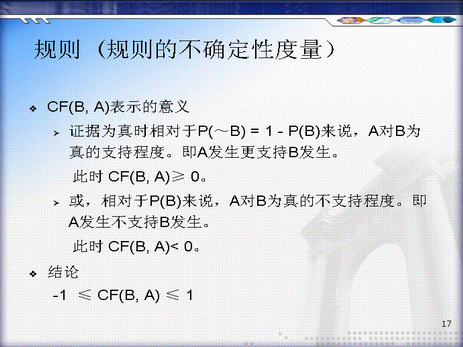 规则（规则的不确定性度量）
❖ CF(B, A)表示的意义
➢ 证据为真时相对于P(～B) = 1 - P(B)来说，A对B为
真的支持程度。即A发生更支持B发生。
此时 CF(B, A)≥ 0。
➢ 或，相对于P(B)来说，A对B为真的不支持程度。即
A发生不支持B发生。
此时 CF(B, A)< 0。
❖ 结论
-1 ≤ CF(B, A) ≤ 1
17